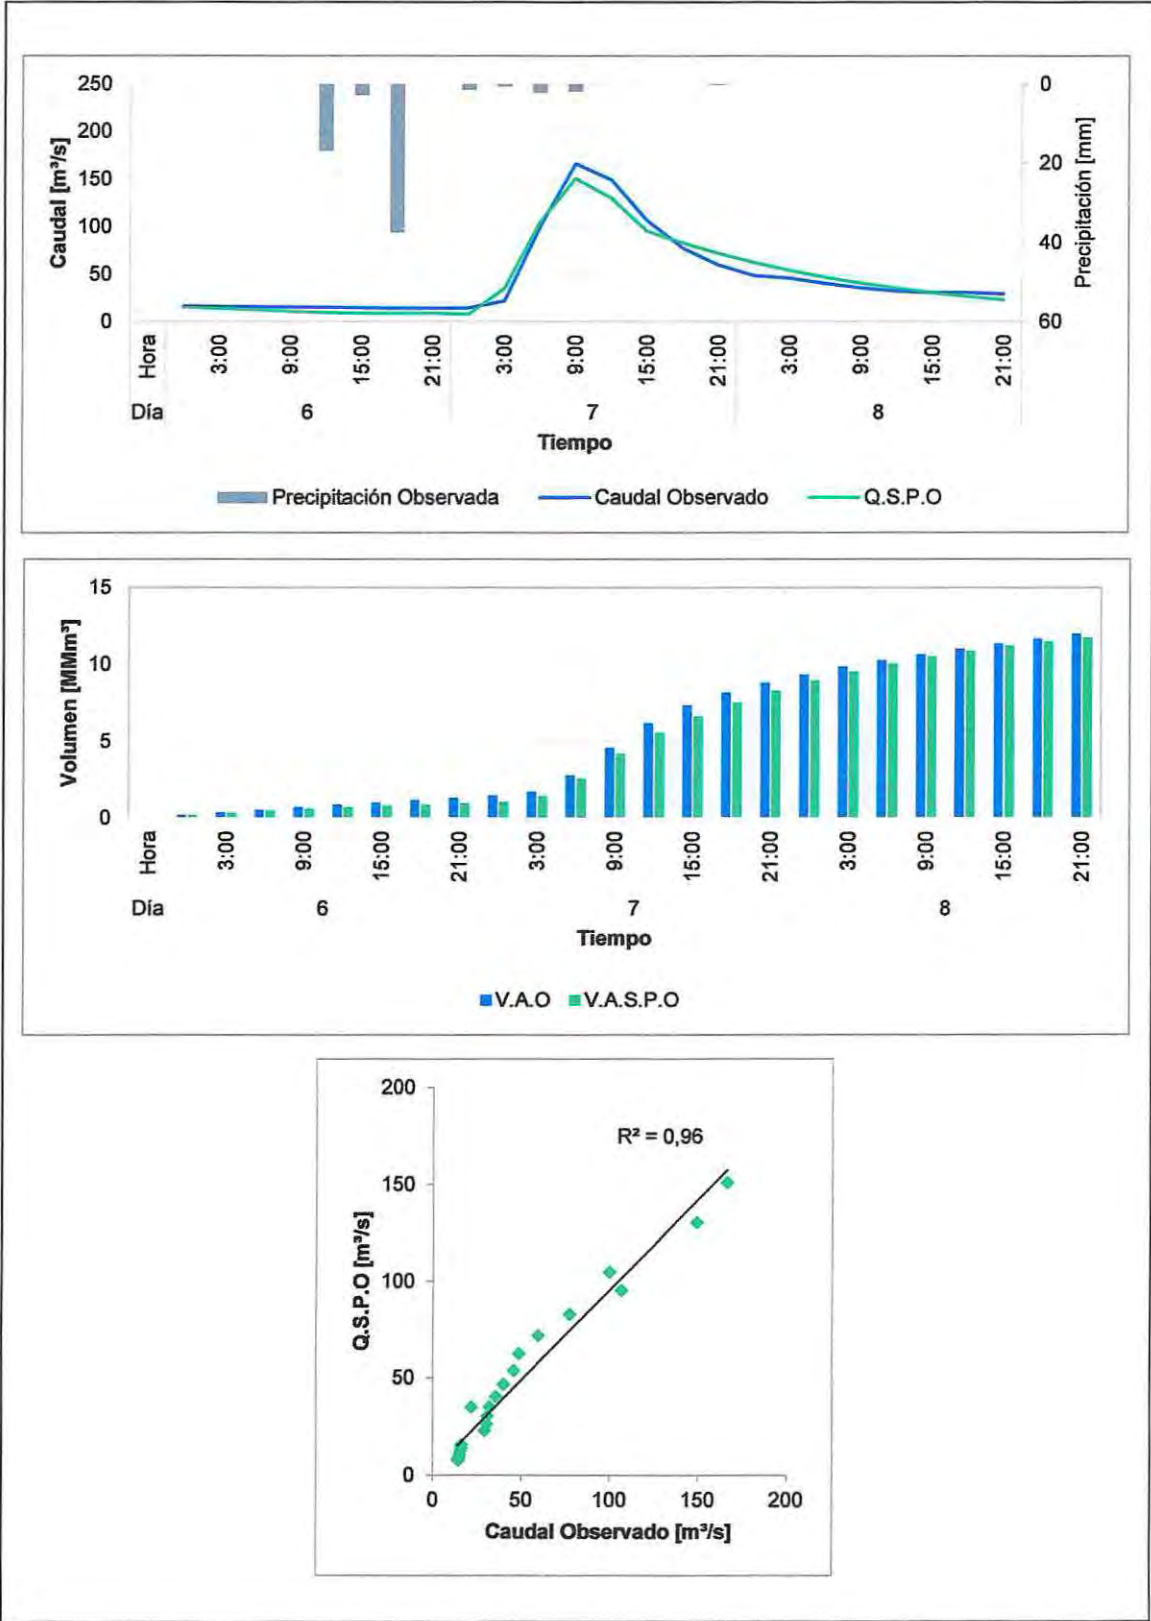 250
200
150
100
50
0
Caudal [m³/s]
0
20
40
60
Precipitación [mm]
Hora
3:00
9:00
15:00
21:00
3:00
9:00
15:00
21:00
3:00
9:00
15:00
21:00
Día 6 7 8
Tiempo
Precipitación Observada Caudal Observado Q.S.P.O
15
10
5
0
Volumen [MMm³]
Hora
3:00
9:00
15:00
21:00
3:00
9:00
15:00
21:00
3:00
9:00
15:00
21:00
Día 6 7 8
Tiempo
V.A.O V.A.S.P.O
200
150
100
50
0
Q.S.P.O [m³/s]
R² = 0,96
0 50 100 150 200
Caudal Observado [m³/s]